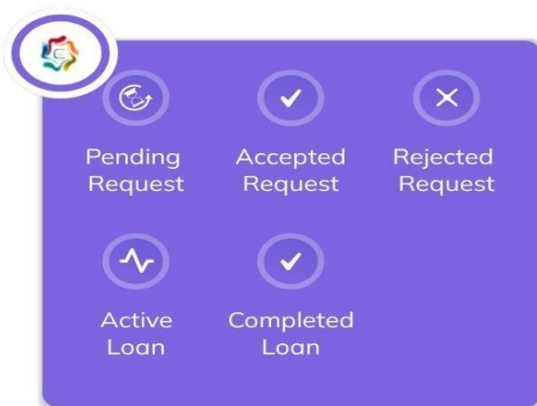 Pending
Request
Accepted
Request
Rejected
Request
Active
Loan
Completed
Loan